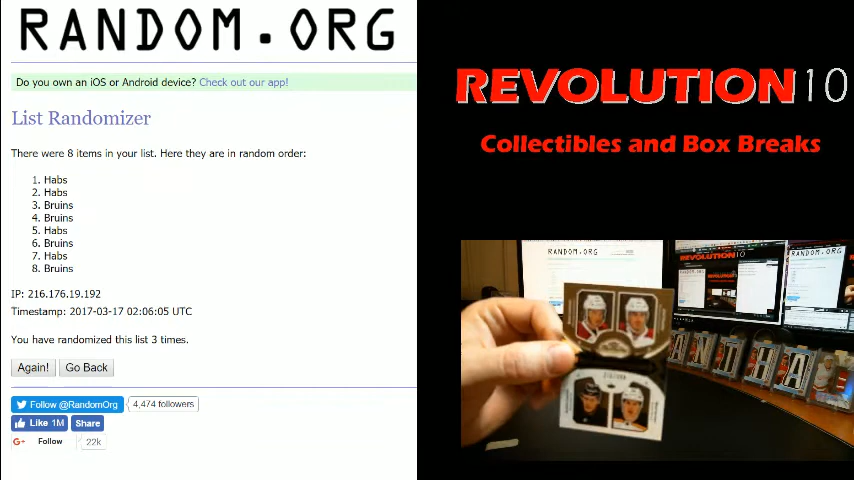 RANDOM.ORG
Do you own an iOS or Android device? Check out our app!
List Randomizer
There were 8 items in your list. Here they are in random order:
1. Habs
2. Habs
3. Bruins
4. Bruins
5. Habs
6. Bruins
7. Habs
8. Bruins
IP: 216.176.19.192
Timestamp: 2017-03-17 02:06:05 UTC
You have randomized this list 3 times.
Again! Go Back
Follow @RandomOrg 4,474 followers
Like 1M Share
G+ Follow 22k
REVOLUTION10
Collectibles and Box Breaks
RANDOM.ORG
REVOLUTION10
RANDOM.ORG